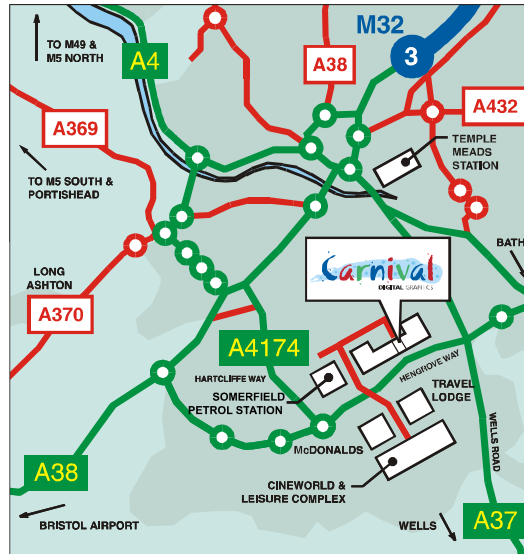 M32
3
TO M49 &
M5 NORTH
A4
A38
A432
A369
TEMPLE
MEADS
STATION
TO M5 SOUTH &
PORTISHEAD
BATH
LONG
ASHTON
Carnival
DIGITAL GRAPHICS
A370
A4174
HENGROVE WAY
HARTCLIFFE WAY
SOMERFIELD
PETROL STATION
TRAVEL
LODGE
WELLS ROAD
McDONALDS
A38
CINEWORLD &
LEISURE COMPLEX
A37
BRISTOL AIRPORT
WELLS